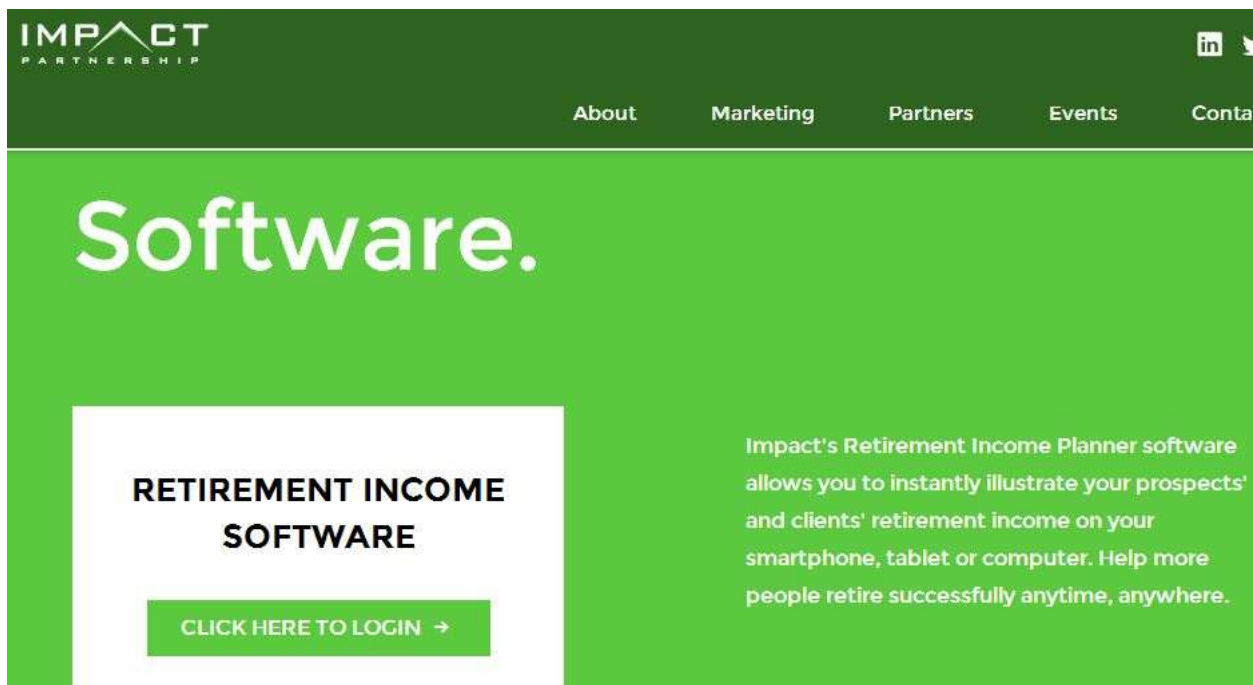 IMPACT
PARTNERSHIP
in
About Marketing Partners Events Conta
Software.
RETIREMENT INCOME
SOFTWARE
CLICK HERE TO LOGIN →
Impact's Retirement Income Planner software
allows you to instantly illustrate your prospects'
and clients' retirement income on your
smartphone, tablet or computer. Help more
people retire successfully anytime, anywhere.